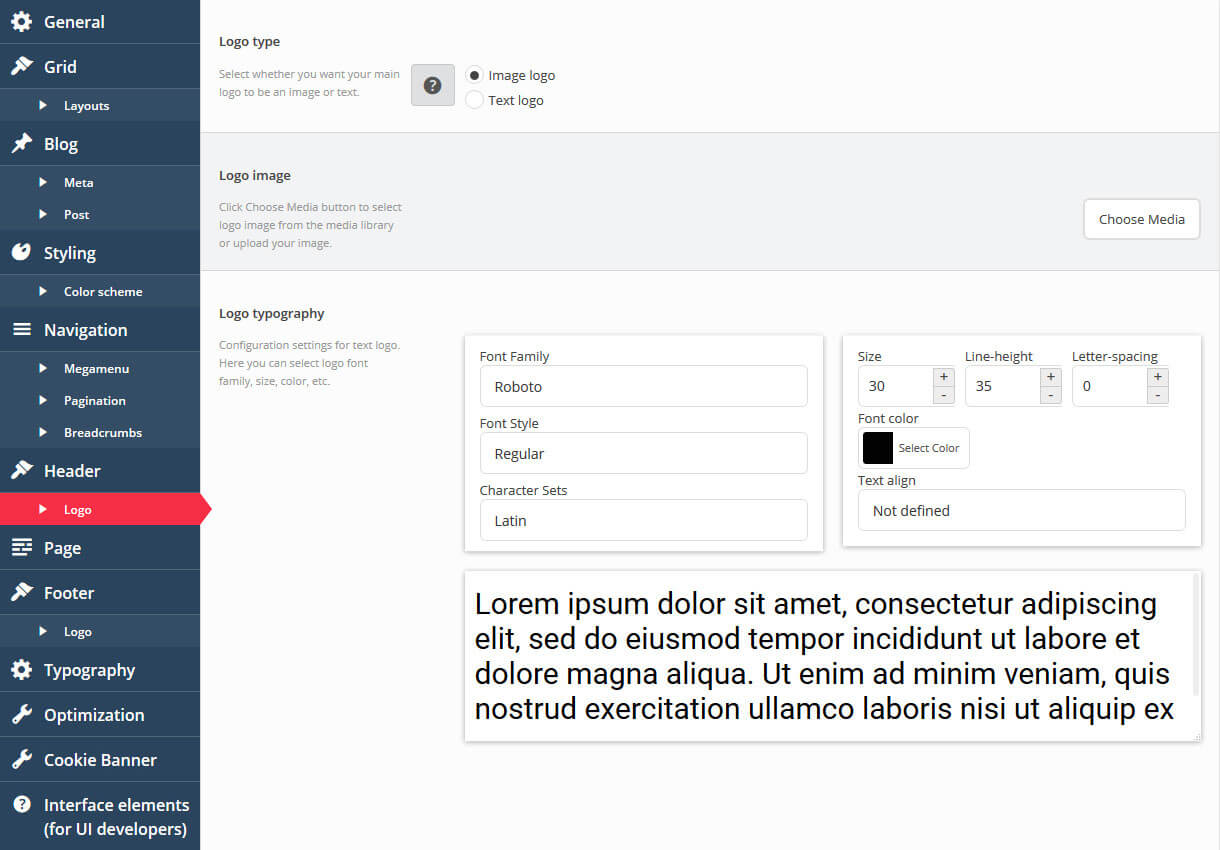 General
Grid
Layouts
Blog
Meta
Post
Styling
Color scheme
Navigation
Megamenu
Pagination
Breadcrumbs
Header
Logo
Page
Footer
Logo
Typography
Optimization
Cookie Banner
Interface elements
(for UI developers)
Logo type
Select whether you want your main
logo to be an image or text.
?
Image logo
Text logo
Logo image
Click Choose Media button to select
logo image from the media library
or upload your image.
Choose Media
Logo typography
Configuration settings for text logo.
Here you can select logo font
family, size, color, etc.
Font Family
Roboto
Font Style
Regular
Character Sets
Latin
Size Line-height Letter-spacing
30 + - 35 + - 0 + -
Font color
Select Color
Text align
Not defined
Lorem ipsum dolor sit amet, consectetur adipiscing
elit, sed do eiusmod tempor incididunt ut labore et
dolore magna aliqua. Ut enim ad minim veniam, quis
nostrud exercitation ullamco laboris nisi ut aliquip ex